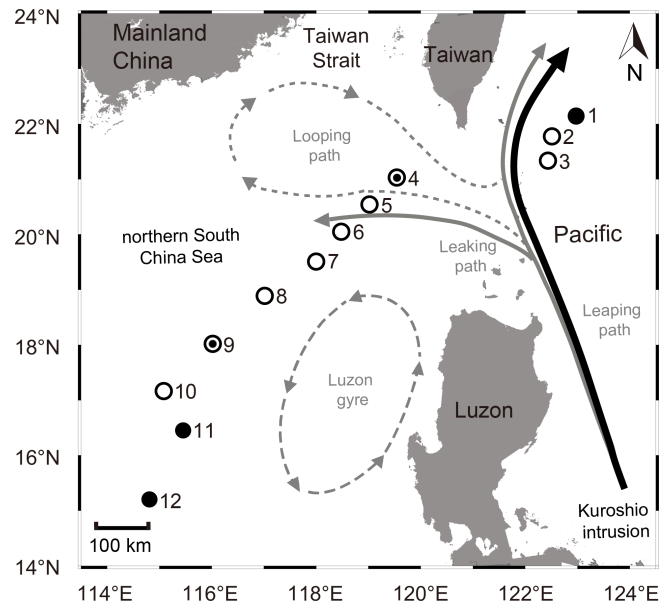 24°N
22°N
20°N
18°N
16°N
14°N
114°E
116°E
118°E
120°E
122°E
124°E
Mainland
China
Taiwan
Strait
Taiwan
N
Looping
path
northern South
China Sea
Pacific
Leaking
path
Leaping
path
Luzon
gyre
Luzon
Kuroshio
intrusion
100 km
1
2
3
4
5
6
7
8
9
10
11
12